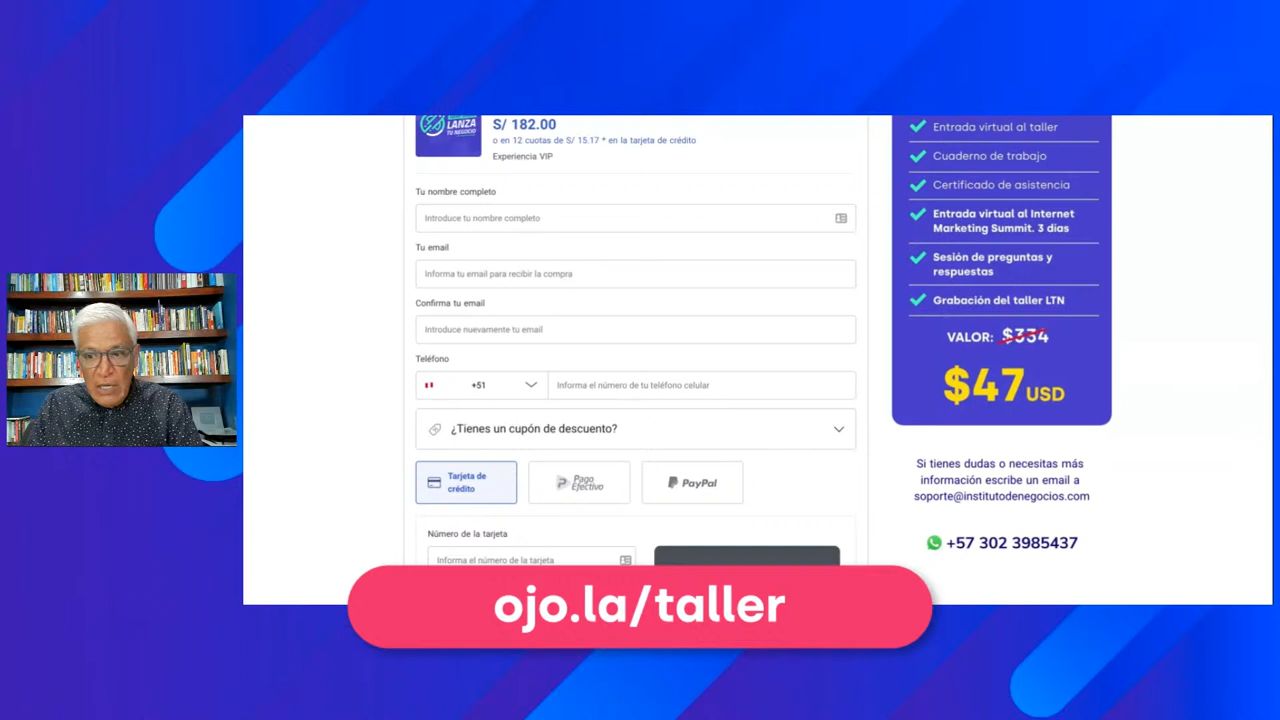 LANZA
TU NEGOCIO
S/ 182.00
o en 12 cuotas de S/ 15.17 * en la tarjeta de crédito
Experiencia VIP
Tu nombre completo
Introduce tu nombre completo
Tu email
Informa tu email para recibir la compra
Confirma tu email
Introduce nuevamente tu email
Teléfono
+51
Informa el número de tu teléfono celular
¿Tienes un cupón de descuento?
Tarjeta de
crédito
Pago
Efectivo
PayPal
Número de la tarjeta
Informa el número de la tarjeta
Entrada virtual al taller
Cuaderno de trabajo
Certificado de asistencia
Entrada virtual al Internet
Marketing Summit. 3 días
Sesión de preguntas y
respuestas
Grabación del taller LTN
VALOR: $334
$47 USD
Si tienes dudas o necesitas más
información escribe un email a
soporte@institutodenegocios.com
+57 302 3985437
ojo.la/taller